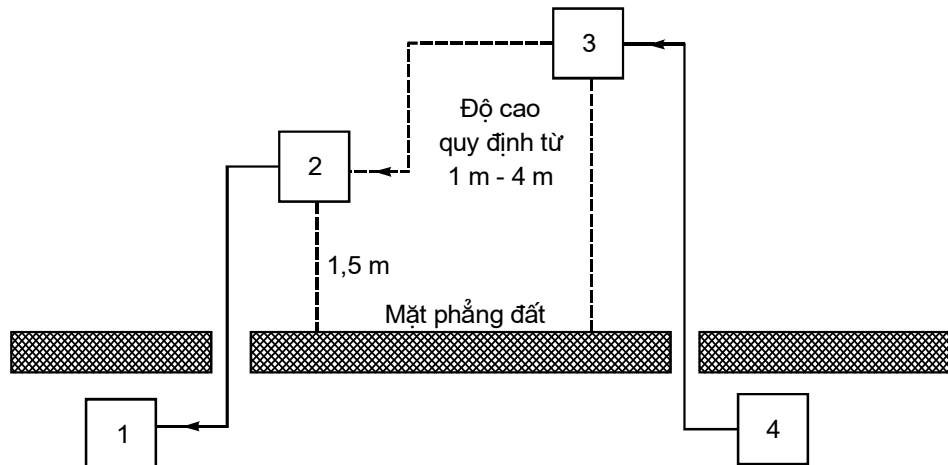 3
Độ cao
quy định từ
1 m - 4 m
2
1,5 m
Mặt phẳng đất
1
4